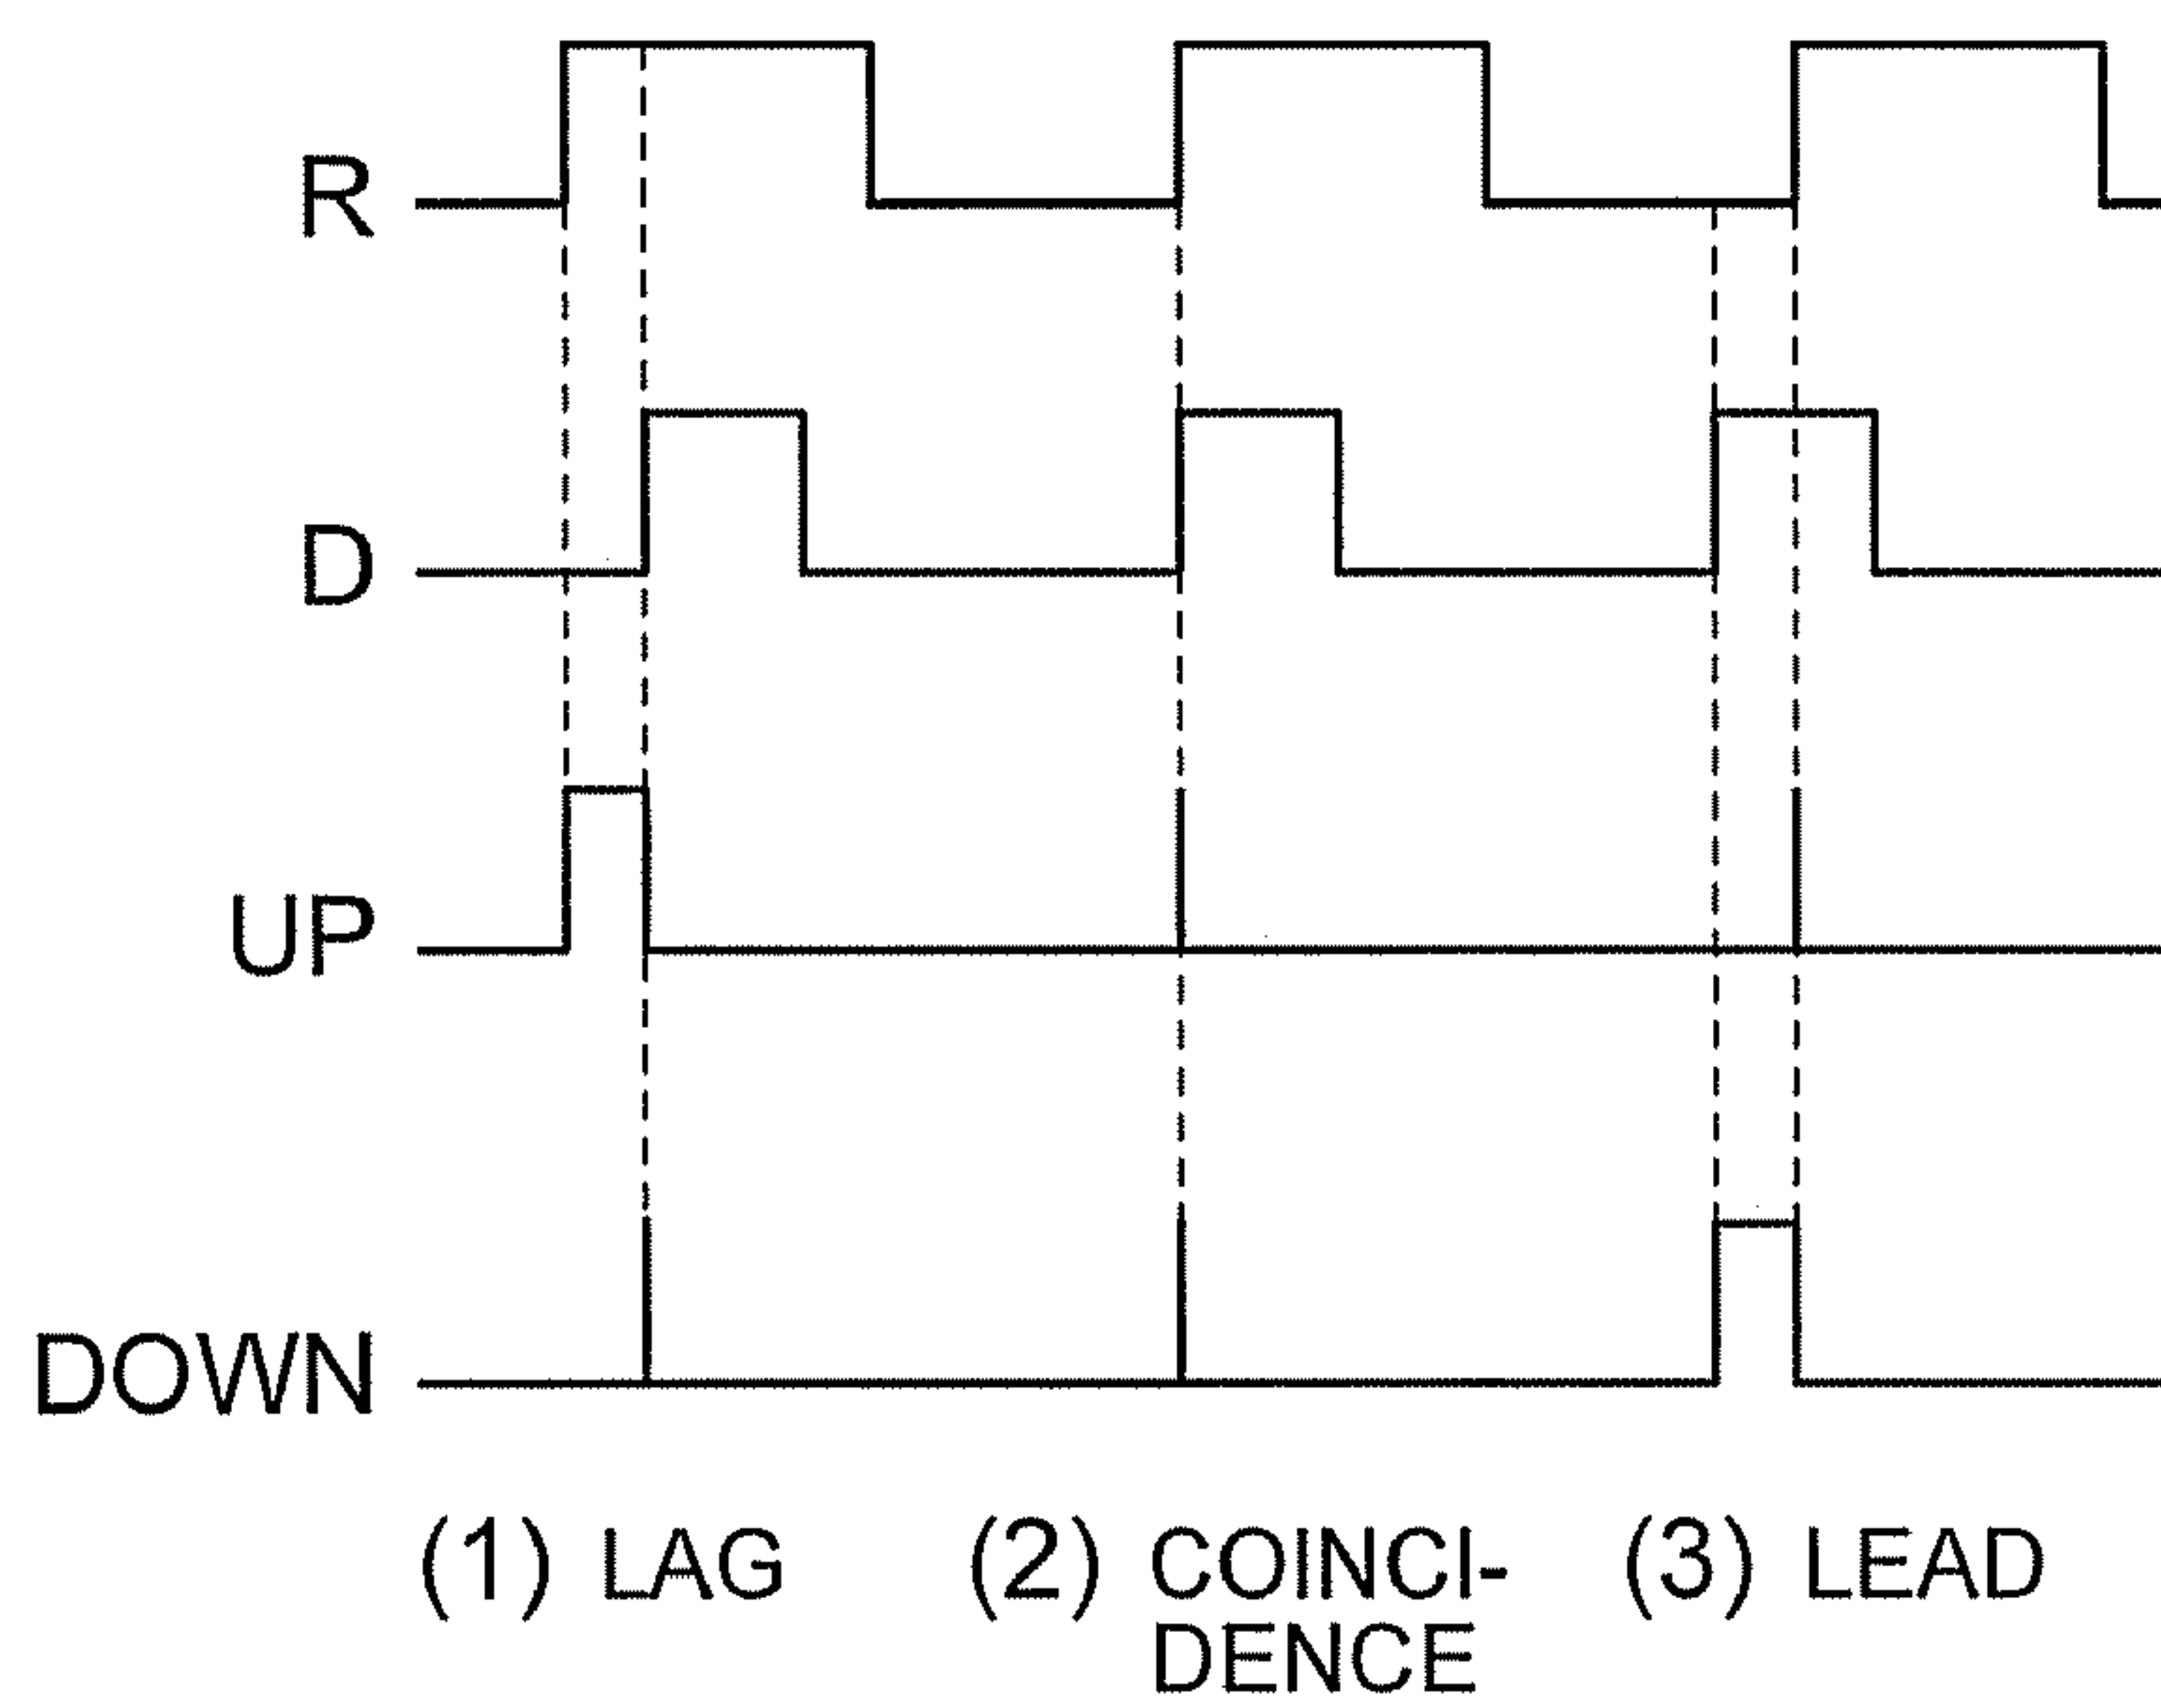 R
D
UP
DOWN
(1) LAG
(2) COINCI-
DENCE
(3) LEAD